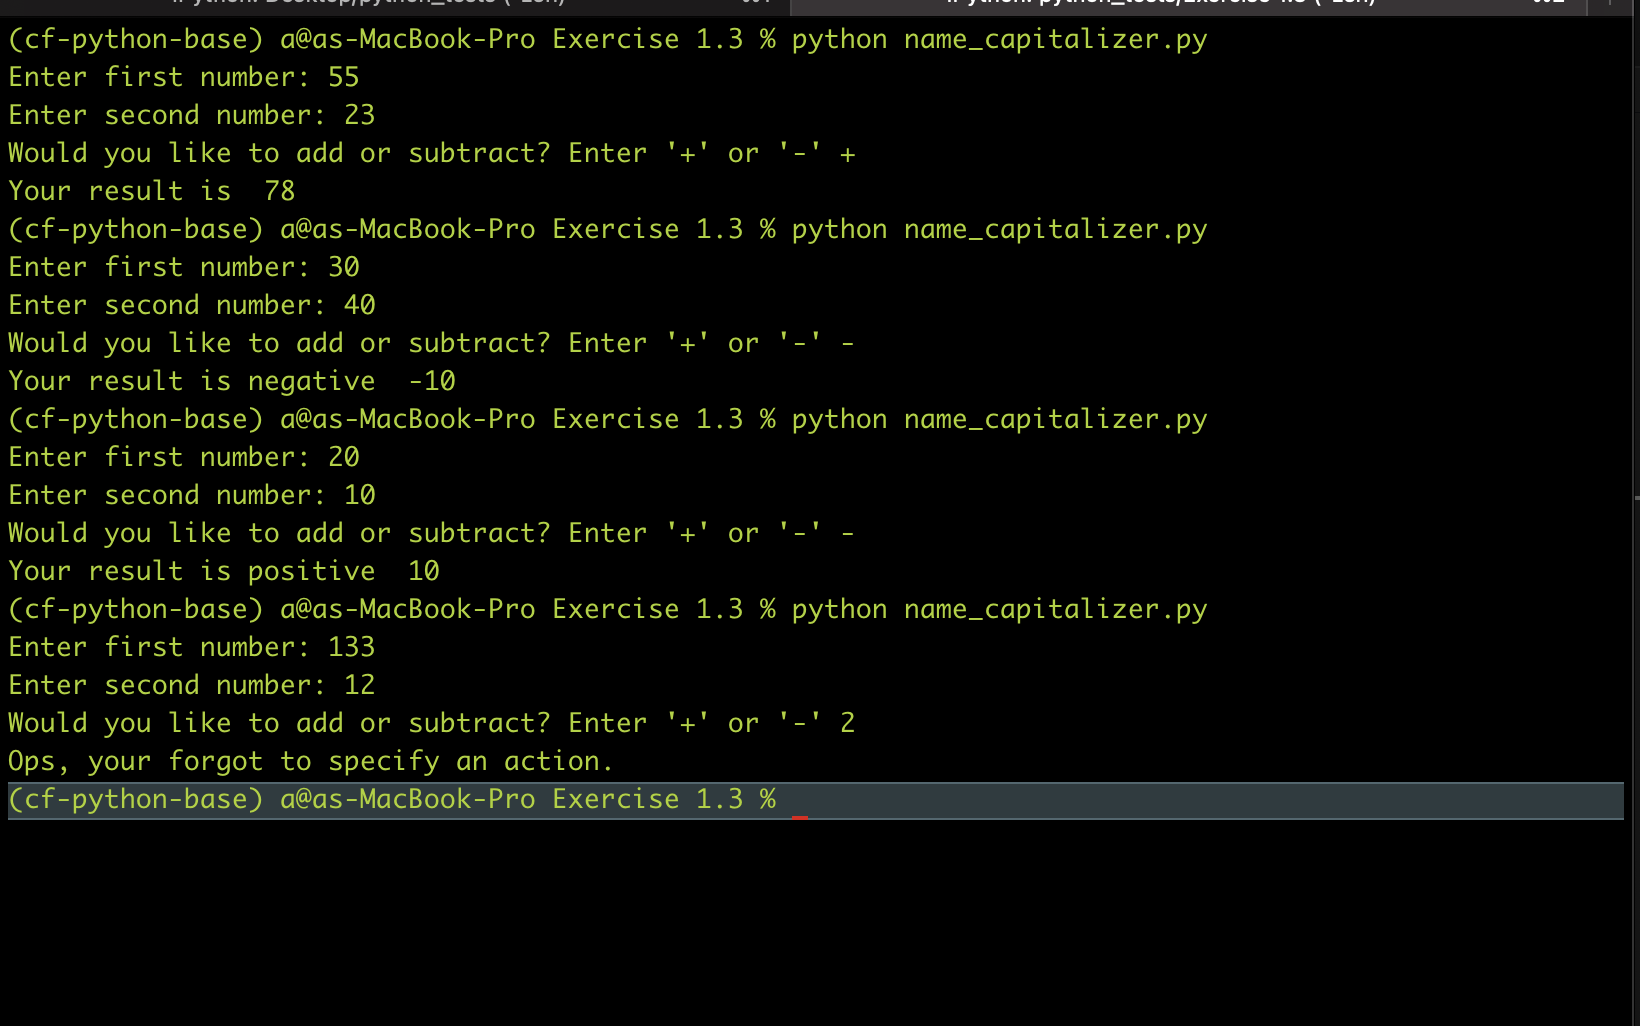 (cf-python-base) a@as-MacBook-Pro Exercise 1.3 % python name_capitalizer.py
Enter first number: 55
Enter second number: 23
Would you like to add or subtract? Enter '+' or '-' +
Your result is  78
(cf-python-base) a@as-MacBook-Pro Exercise 1.3 % python name_capitalizer.py
Enter first number: 30
Enter second number: 40
Would you like to add or subtract? Enter '+' or '-' -
Your result is negative  -10
(cf-python-base) a@as-MacBook-Pro Exercise 1.3 % python name_capitalizer.py
Enter first number: 20
Enter second number: 10
Would you like to add or subtract? Enter '+' or '-' -
Your result is positive  10
(cf-python-base) a@as-MacBook-Pro Exercise 1.3 % python name_capitalizer.py
Enter first number: 133
Enter second number: 12
Would you like to add or subtract? Enter '+' or '-' 2
Ops, your forgot to specify an action.
(cf-python-base) a@as-MacBook-Pro Exercise 1.3 %